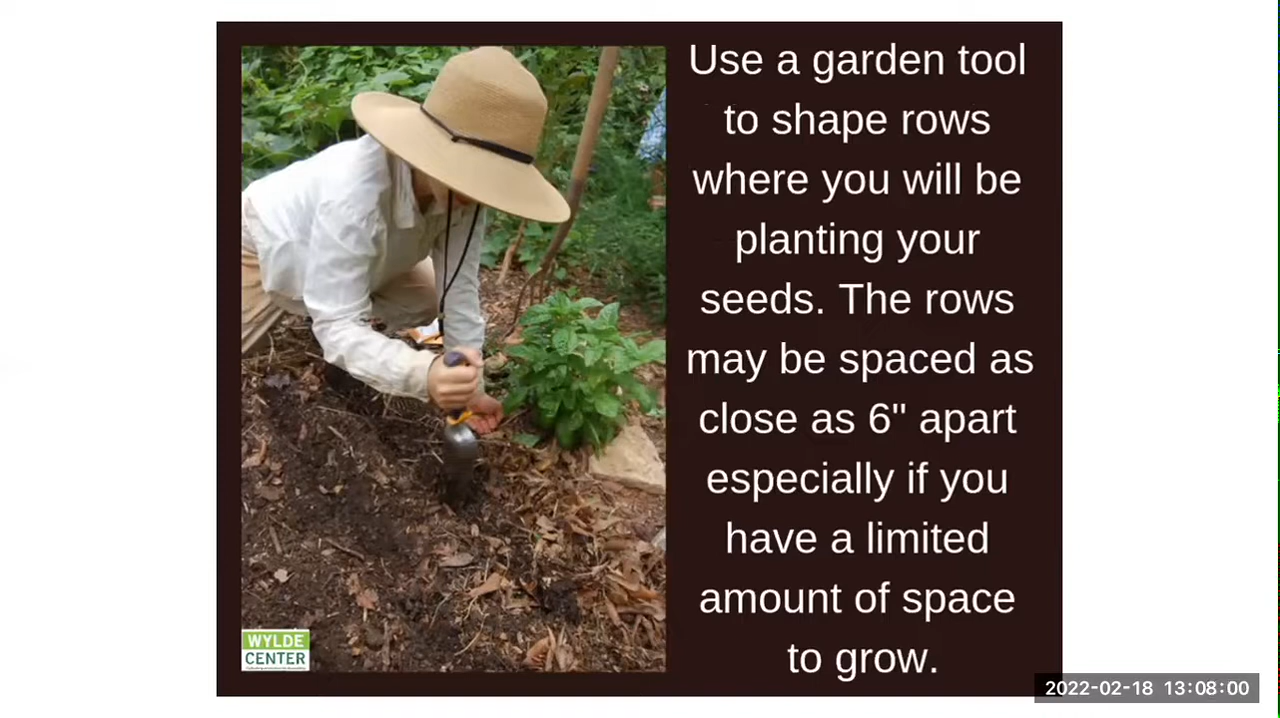 Use a garden tool
to shape rows
where you will be
planting your
seeds. The rows
may be spaced as
close as 6" apart
especially if you
have a limited
amount of space
to grow.
WYLDE
CENTER
2022-02-18 13:08:00